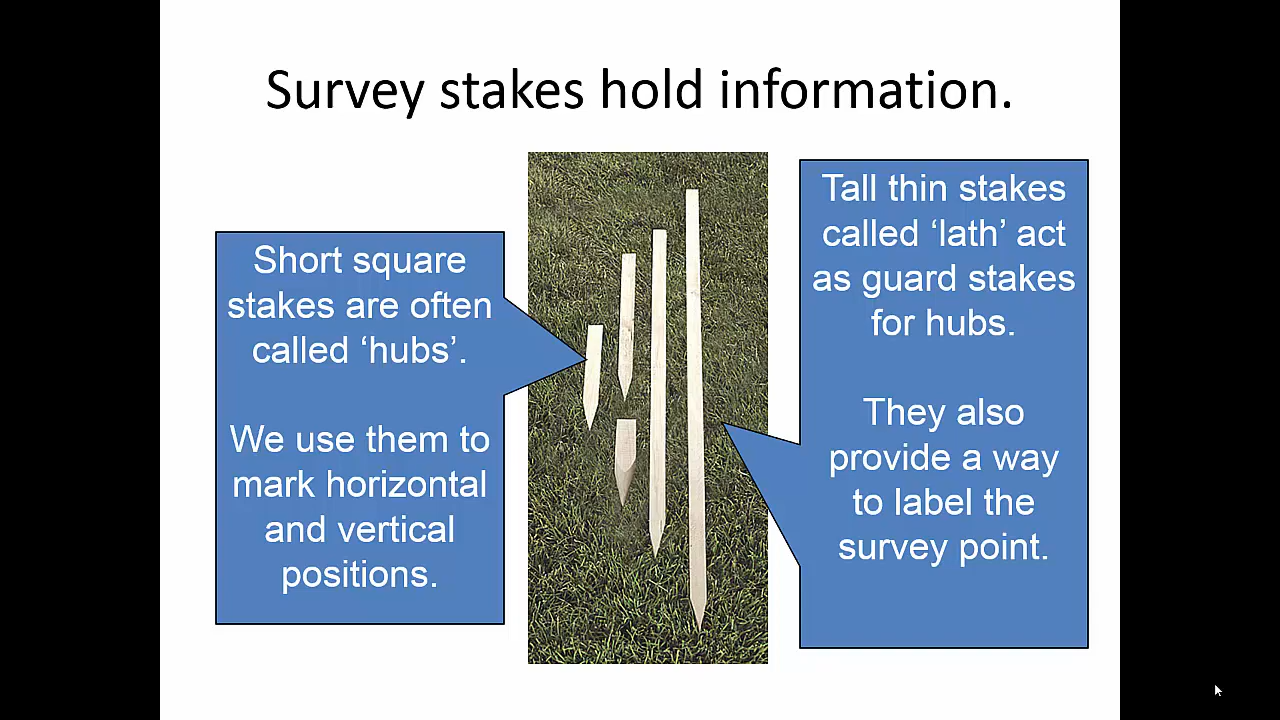 Survey stakes hold information.
Short square
stakes are often
called ‘hubs’.
We use them to
mark horizontal
and vertical
positions.
Tall thin stakes
called ‘lath’ act
as guard stakes
for hubs.
They also
provide a way
to label the
survey point.